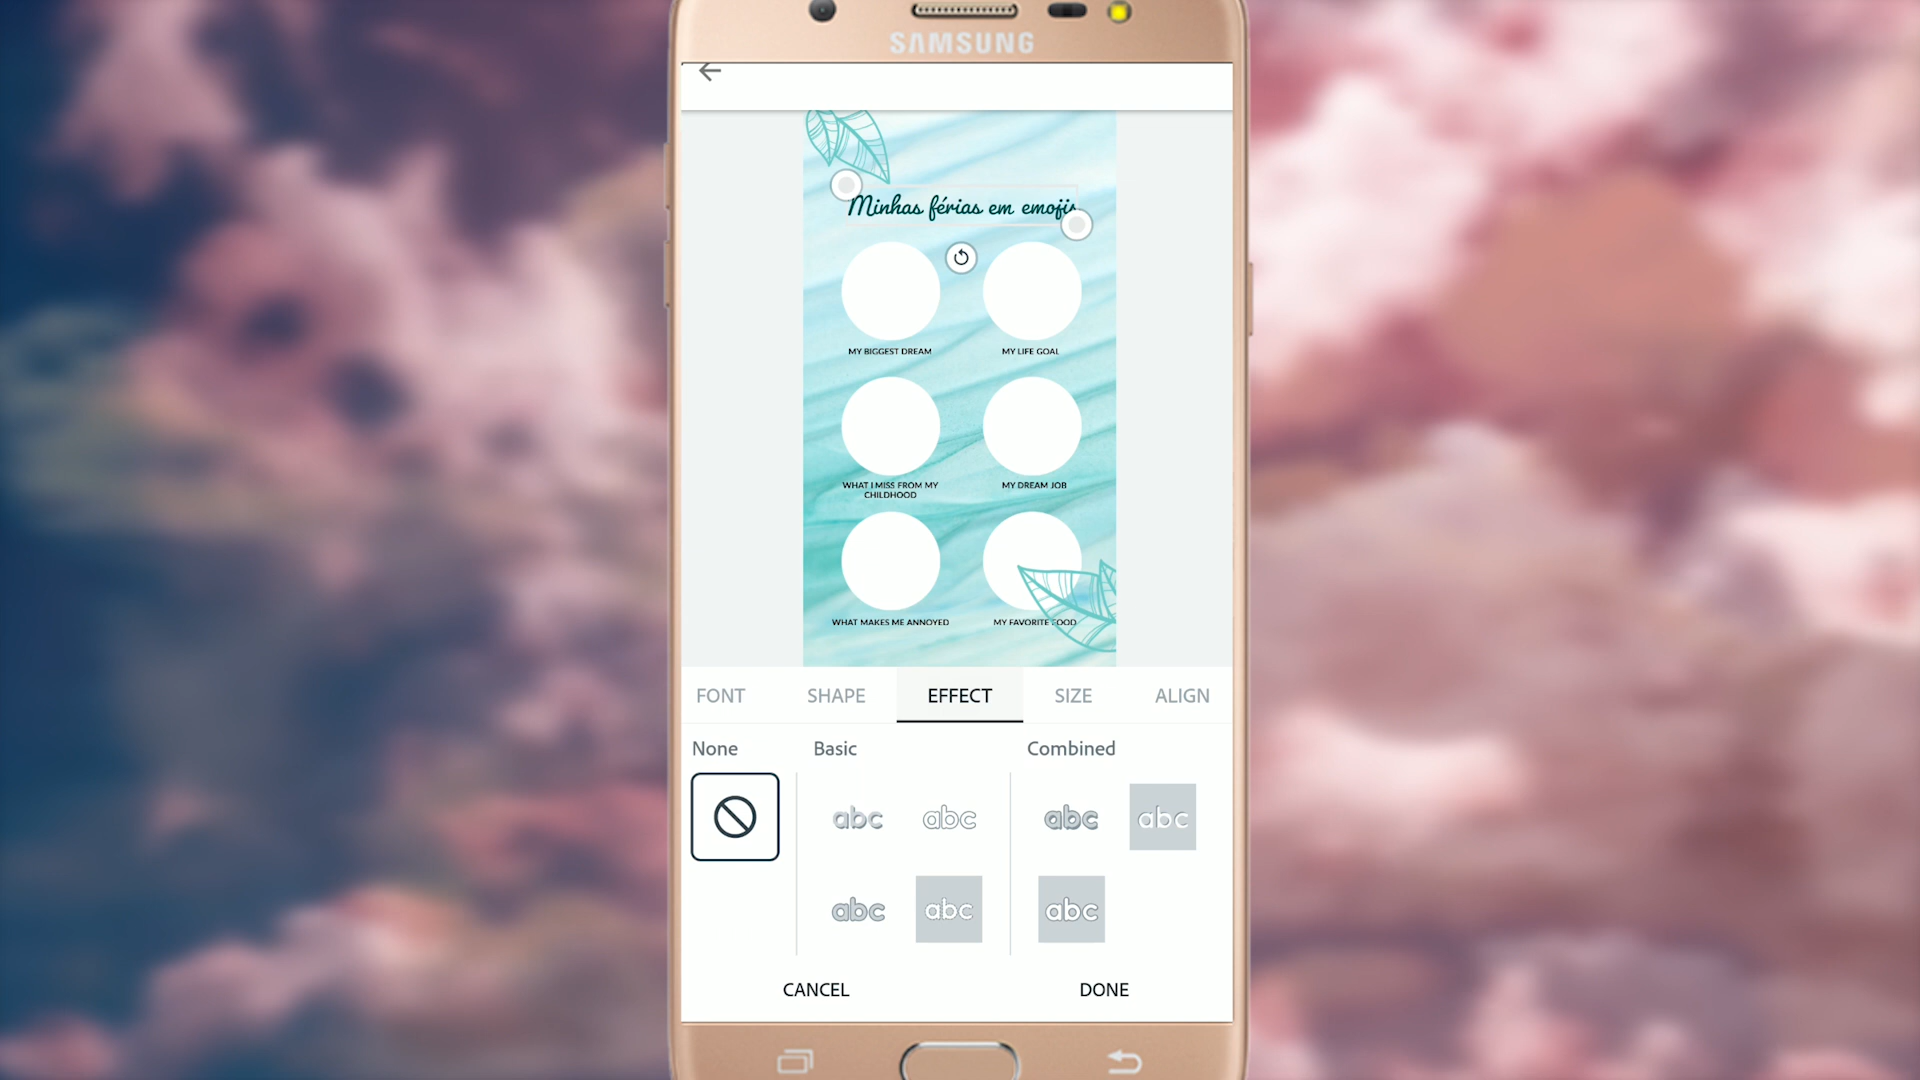 SAMSUNG
Minhas férias em emojis
MY BIGGEST DREAM
MY LIFE GOAL
WHAT I MISS FROM MY
CHILDHOOD
MY DREAM JOB
WHAT MAKES ME ANNOYED
MY FAVORITE FOOD
FONT SHAPE EFFECT SIZE ALIGN
None Basic Combined
abc abc abc abc
abc abc abc
CANCEL DONE